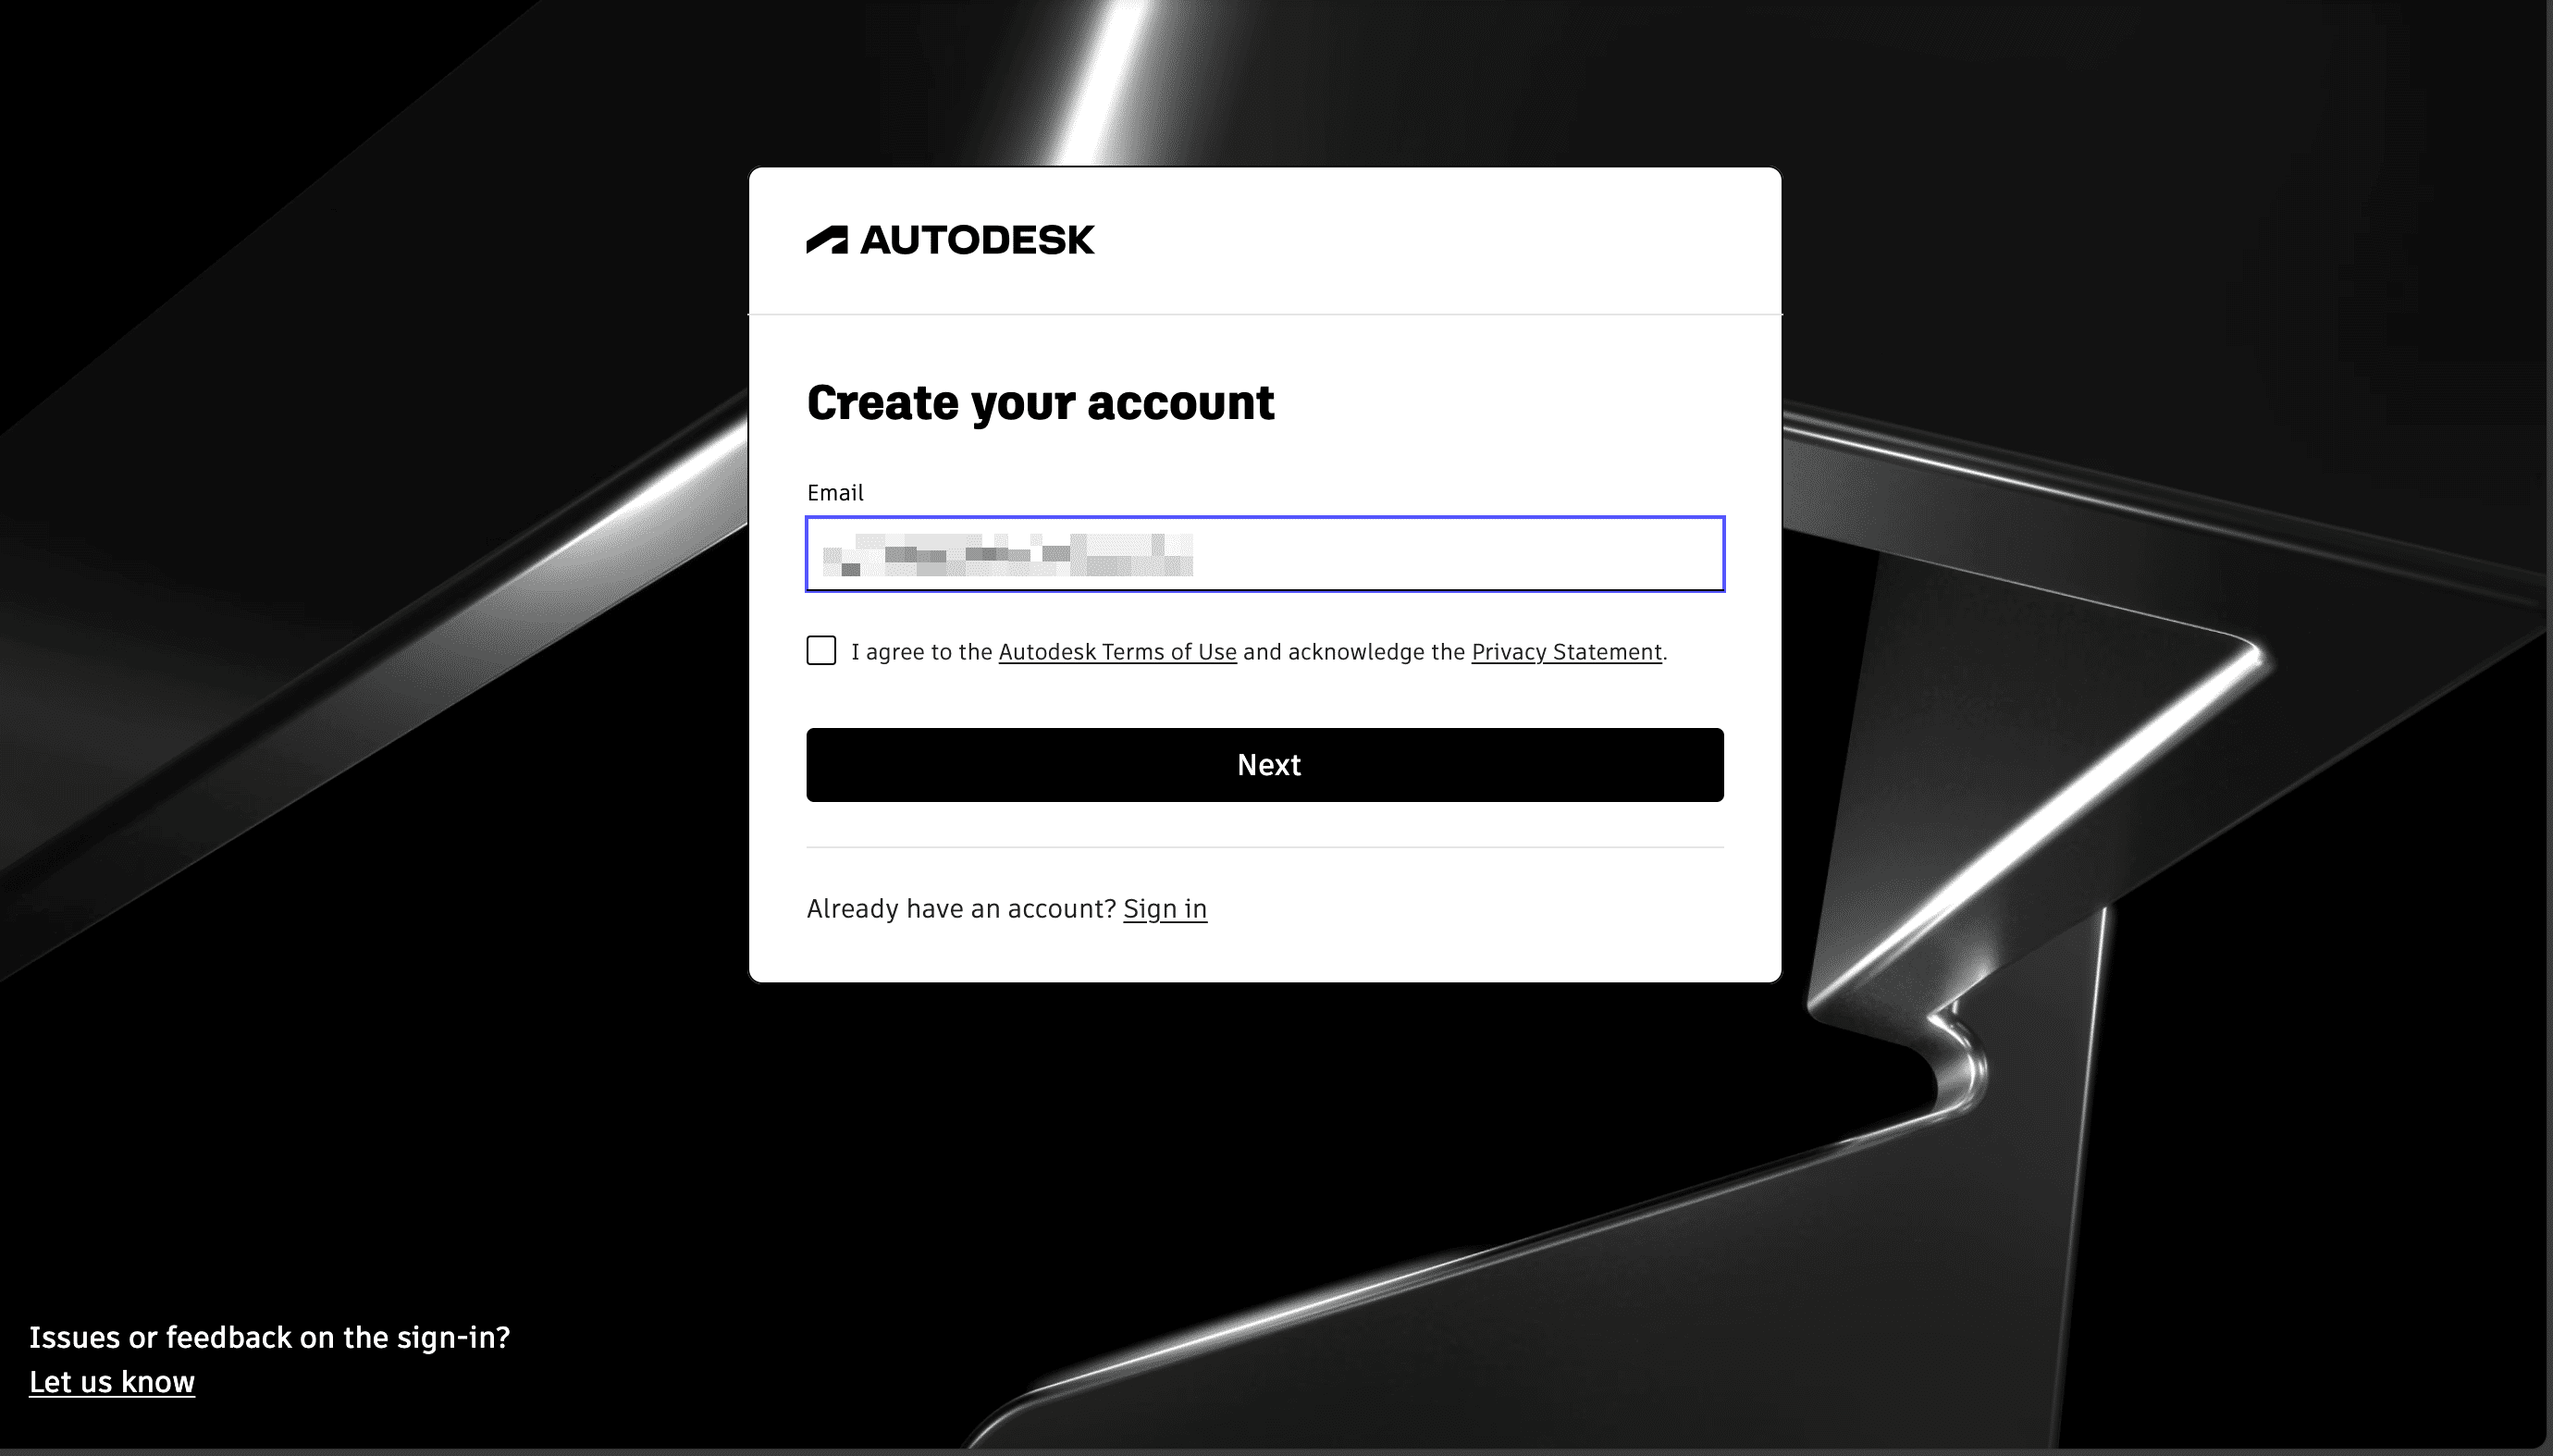 AUTODESK
Create your account
Email
I agree to the Autodesk Terms of Use and acknowledge the Privacy Statement.
Next
Already have an account? Sign in
Issues or feedback on the sign-in?
Let us know